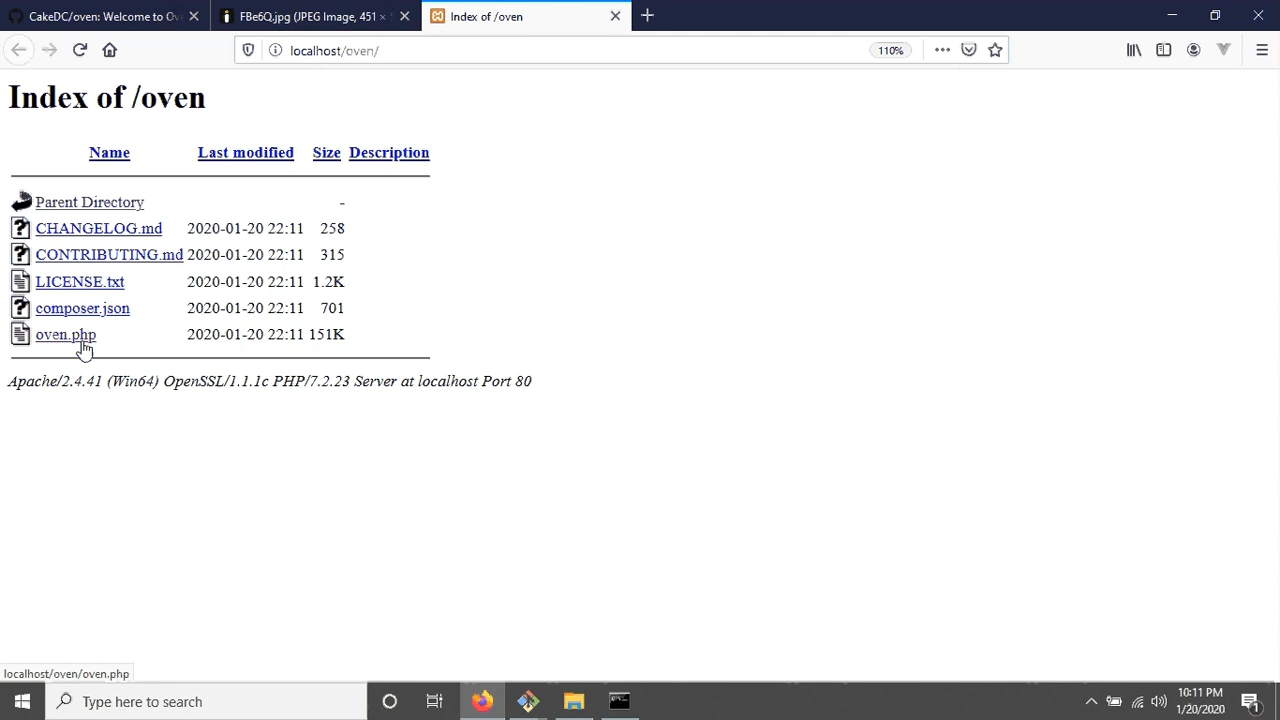 CakeDC/oven: Welcome to Ov
FBe6Q.jpg (JPEG Image, 451 ×
Index of /oven
localhost/oven/
110%
Index of /oven
Name Last modified Size Description
Parent Directory -
CHANGELOG.md 2020-01-20 22:11 258
CONTRIBUTING.md 2020-01-20 22:11 315
LICENSE.txt 2020-01-20 22:11 1.2K
composer.json 2020-01-20 22:11 701
oven.php 2020-01-20 22:11 151K
Apache/2.4.41 (Win64) OpenSSL/1.1.1c PHP/7.2.23 Server at localhost Port 80
localhost/oven/oven.php
Type here to search
10:11 PM
1/20/2020
1